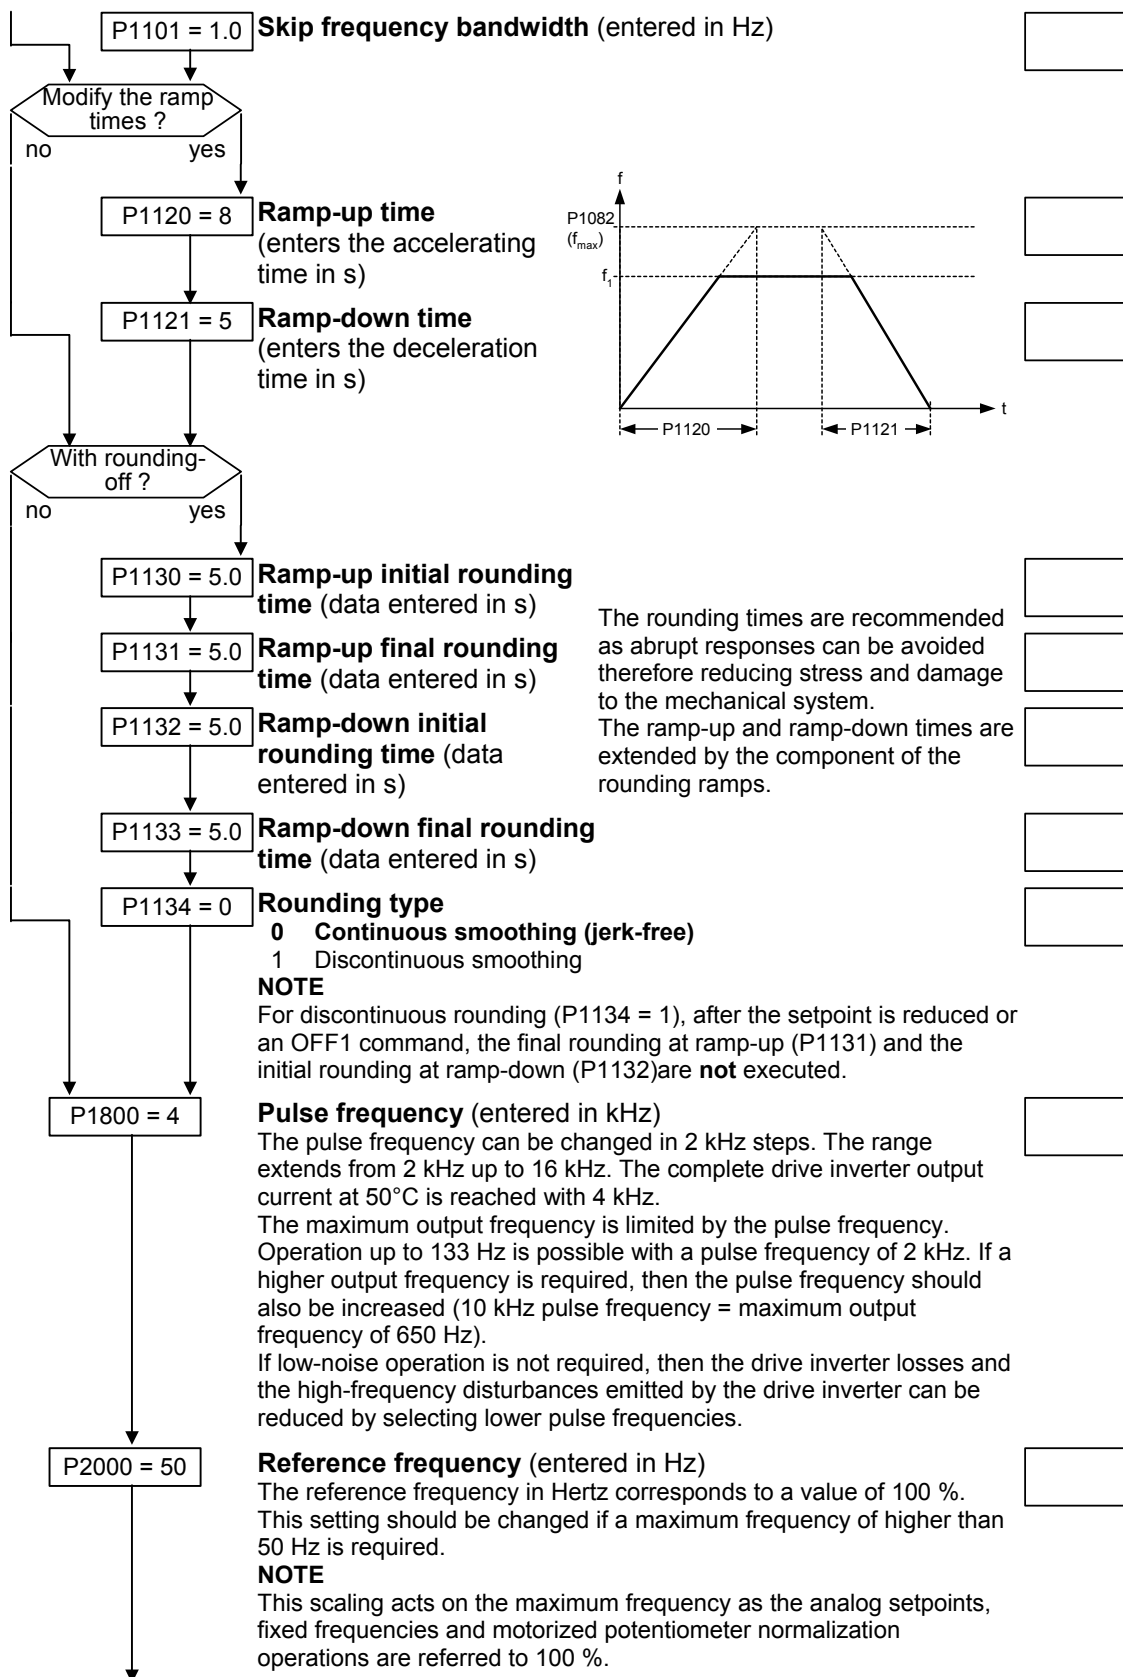 P1101 = 1.0 Skip frequency bandwidth (entered in Hz)
Modify the ramp
times ?
no yes
P1120 = 8 Ramp-up time
(enters the accelerating
time in s)
P1121 = 5 Ramp-down time
(enters the deceleration
time in s)
f
P1082
(fmax)
f1
t
P1120 P1121
With rounding-
off ?
no yes
P1130 = 5.0 Ramp-up initial rounding
time (data entered in s)
P1131 = 5.0 Ramp-up final rounding
time (data entered in s)
P1132 = 5.0 Ramp-down initial
rounding time (data
entered in s)
The rounding times are recommended
as abrupt responses can be avoided
therefore reducing stress and damage
to the mechanical system.
The ramp-up and ramp-down times are
extended by the component of the
rounding ramps.
P1133 = 5.0 Ramp-down final rounding
time (data entered in s)
P1134 = 0 Rounding type
0 Continuous smoothing (jerk-free)
1 Discontinuous smoothing
NOTE
For discontinuous rounding (P1134 = 1), after the setpoint is reduced or
an OFF1 command, the final rounding at ramp-up (P1131) and the
initial rounding at ramp-down (P1132)are not executed.
P1800 = 4 Pulse frequency (entered in kHz)
The pulse frequency can be changed in 2 kHz steps. The range
extends from 2 kHz up to 16 kHz. The complete drive inverter output
current at 50°C is reached with 4 kHz.
The maximum output frequency is limited by the pulse frequency.
Operation up to 133 Hz is possible with a pulse frequency of 2 kHz. If a
higher output frequency is required, then the pulse frequency should
also be increased (10 kHz pulse frequency = maximum output
frequency of 650 Hz).
If low-noise operation is not required, then the drive inverter losses and
the high-frequency disturbances emitted by the drive inverter can be
reduced by selecting lower pulse frequencies.
P2000 = 50 Reference frequency (entered in Hz)
The reference frequency in Hertz corresponds to a value of 100 %.
This setting should be changed if a maximum frequency of higher than
50 Hz is required.
NOTE
This scaling acts on the maximum frequency as the analog setpoints,
fixed frequencies and motorized potentiometer normalization
operations are referred to 100 %.